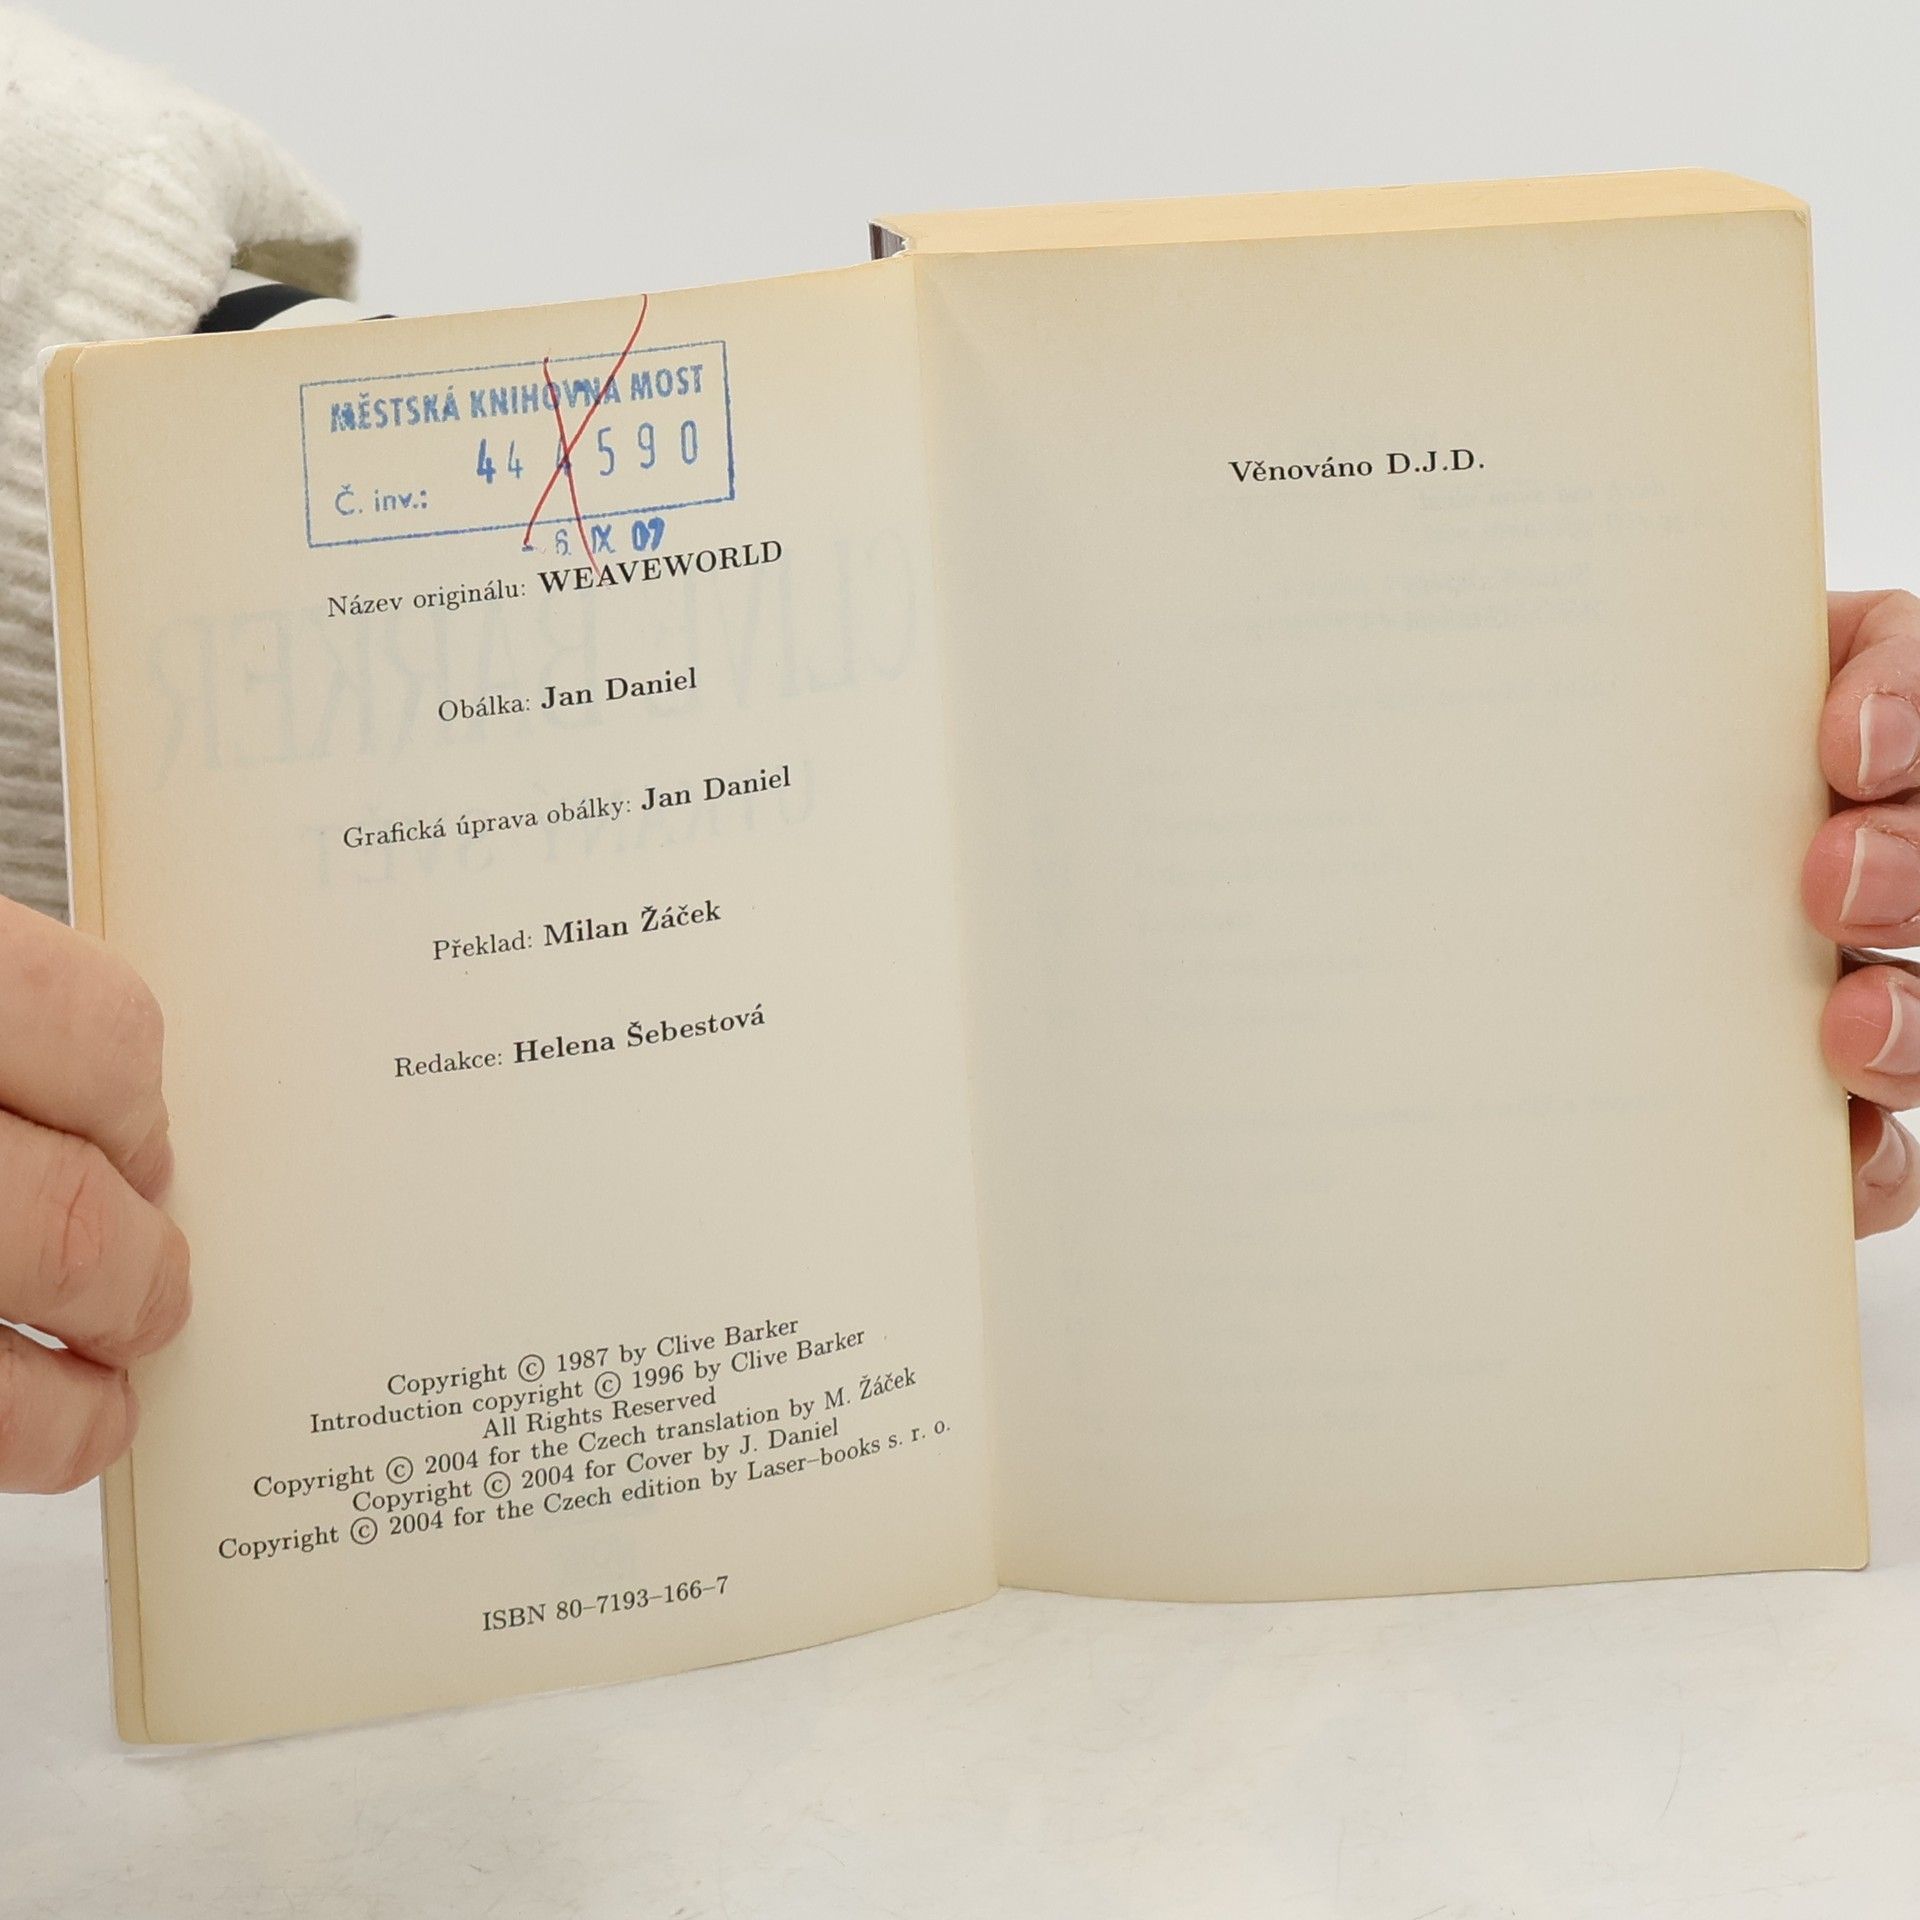 MĚSTSKÁ KNIHOVNA MOST
444590
Č. inv.:
- 6 IX 07
Název originálu: WEAVEWORLD
Obálka: Jan Daniel
Grafická úprava obálky: Jan Daniel
Překlad: Milan Žáček
Redakce: Helena Šebestová
Copyright © 1987 by Clive Barker
Introduction copyright © 1996 by Clive Barker
All Rights Reserved
Copyright © 2004 for the Czech translation by M. Žáček
Copyright © 2004 for Cover by J. Daniel
Copyright © 2004 for the Czech edition by Laser–books s. r. o.
ISBN 80–7193–166–7
Věnováno D.J.D.